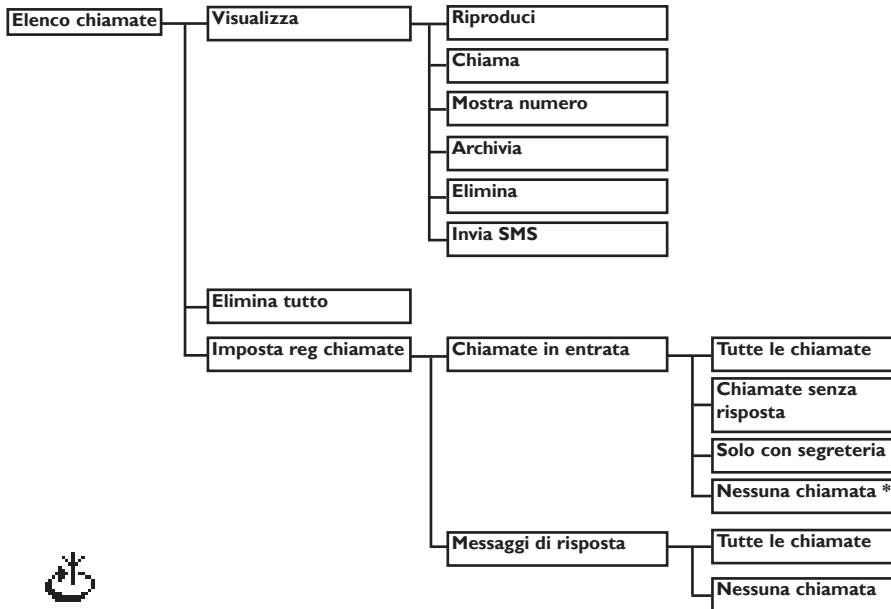 Elenco chiamate
Visualizza
Riproduci
Chiama
Mostra numero
Archivia
Elimina
Invia SMS
Elimina tutto
Imposta reg chiamate
Chiamate in entrata
Tutte le chiamate
Chiamate senza
risposta
Solo con segreteria
Nessuna chiamata *
Messaggi di risposta
Tutte le chiamate
Nessuna chiamata